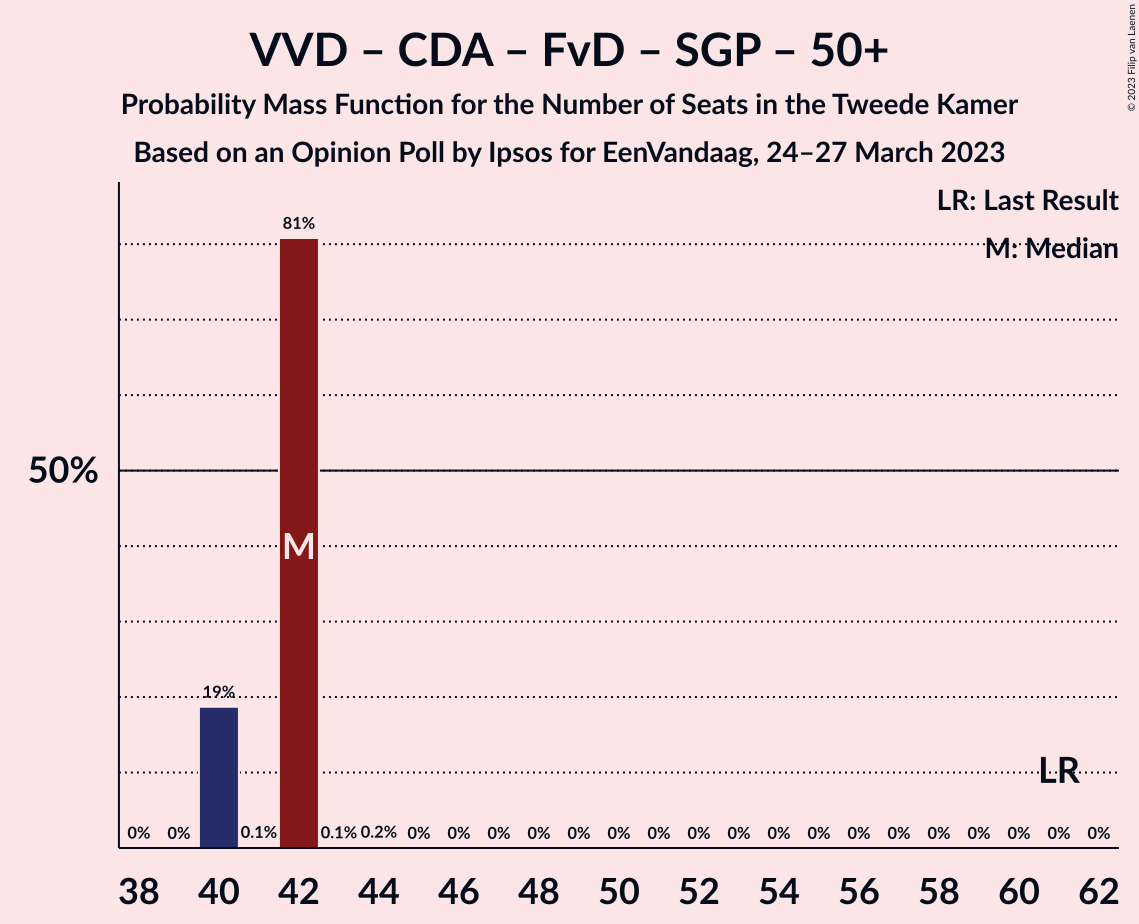 VVD – CDA – FvD – SGP – 50+
Probability Mass Function for the Number of Seats in the Tweede Kamer
Based on an Opinion Poll by Ipsos for EenVandaag, 24–27 March 2023
© 2023 Filip van Laenen
LR: Last Result
M: Median
81%
50%
M
19%
LR
0% 0% 0.1% 0.1% 0.2% 0% 0% 0% 0% 0% 0% 0% 0% 0% 0% 0% 0% 0% 0% 0% 0% 0% 0%
38 40 42 44 46 48 50 52 54 56 58 60 62